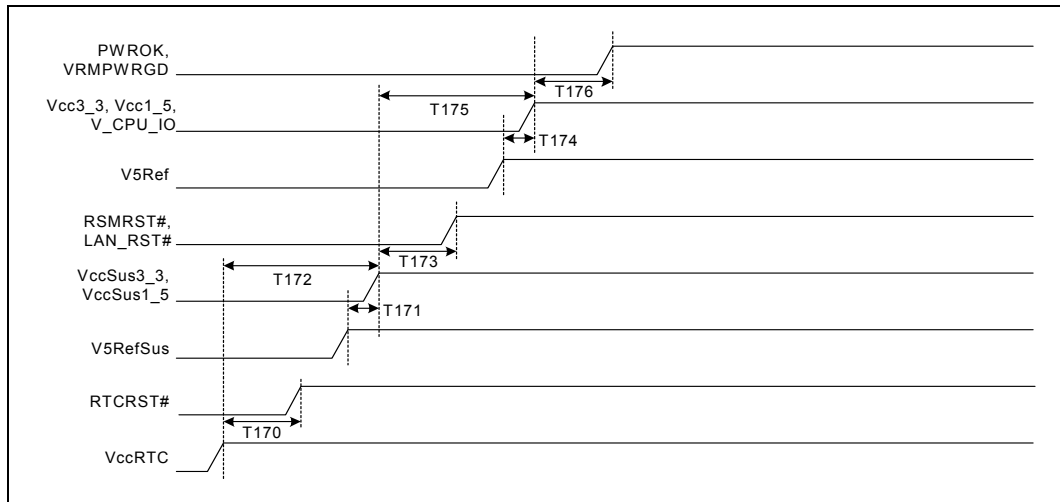 PWROK,
VRMPWRGD
T176
T175
Vcc3_3, Vcc1_5,
V_CPU_IO
T174
V5Ref
RSMRST#,
LAN_RST#
T173
T172
VccSus3_3,
VccSus1_5
T171
V5RefSus
RTCRST#
T170
VccRTC